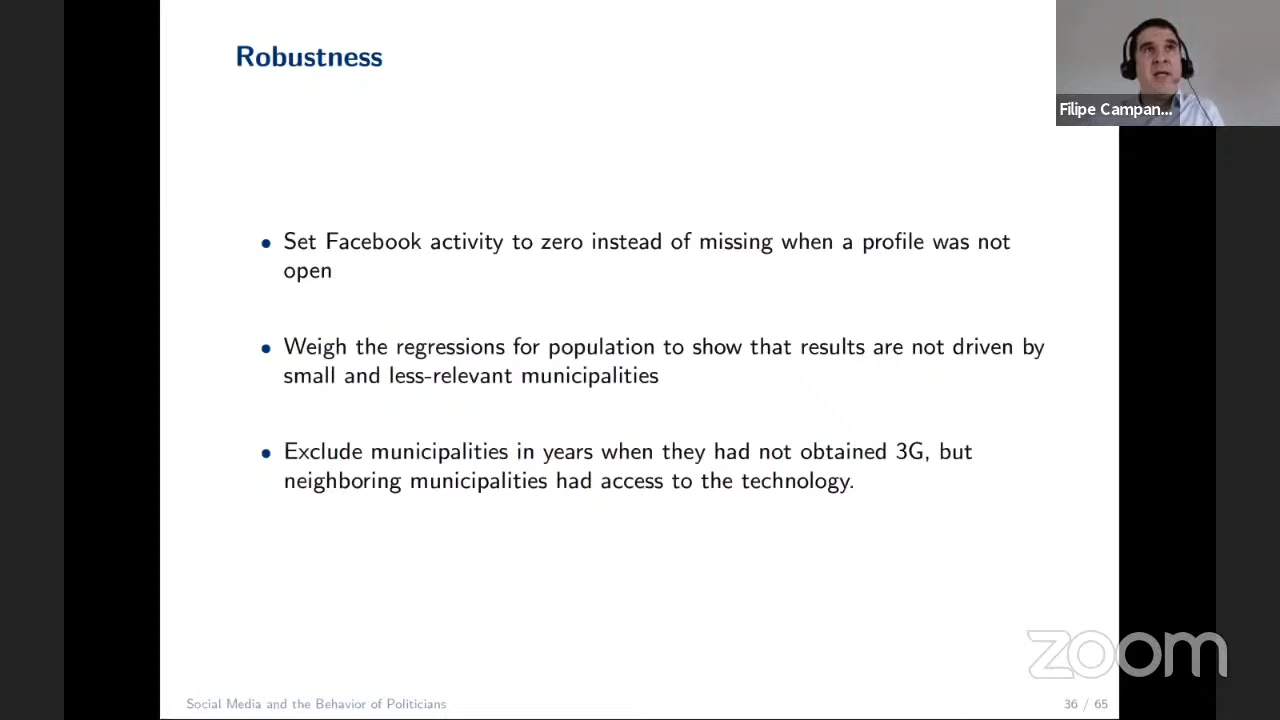 Robustness
Filipe Campan...
• Set Facebook activity to zero instead of missing when a profile was not
open
• Weigh the regressions for population to show that results are not driven by
small and less-relevant municipalities
• Exclude municipalities in years when they had not obtained 3G, but
neighboring municipalities had access to the technology.
zoom
Social Media and the Behavior of Politicians
36 / 65